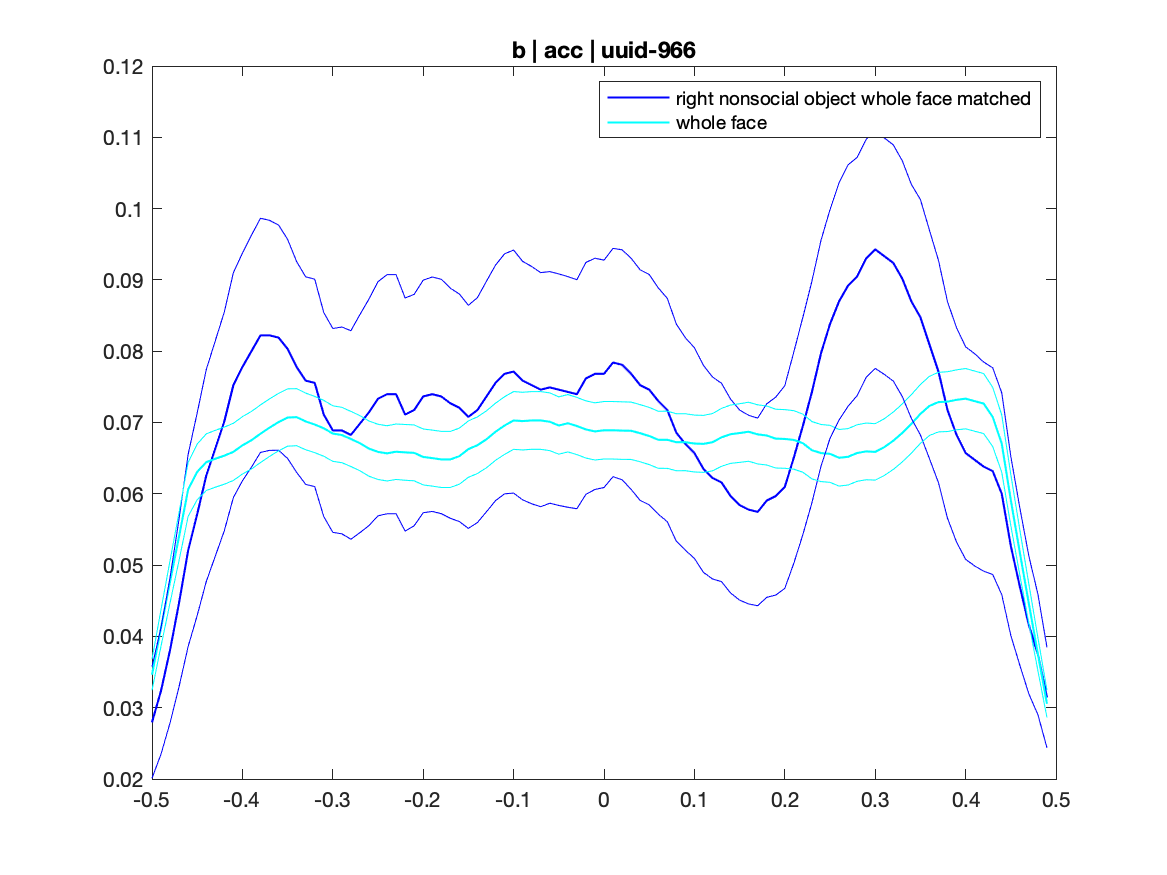 b | acc | uuid-966
right nonsocial object whole face matched
whole face
0.12
0.11
0.1
0.09
0.08
0.07
0.06
0.05
0.04
0.03
0.02
-0.5 -0.4 -0.3 -0.2 -0.1 0 0.1 0.2 0.3 0.4 0.5